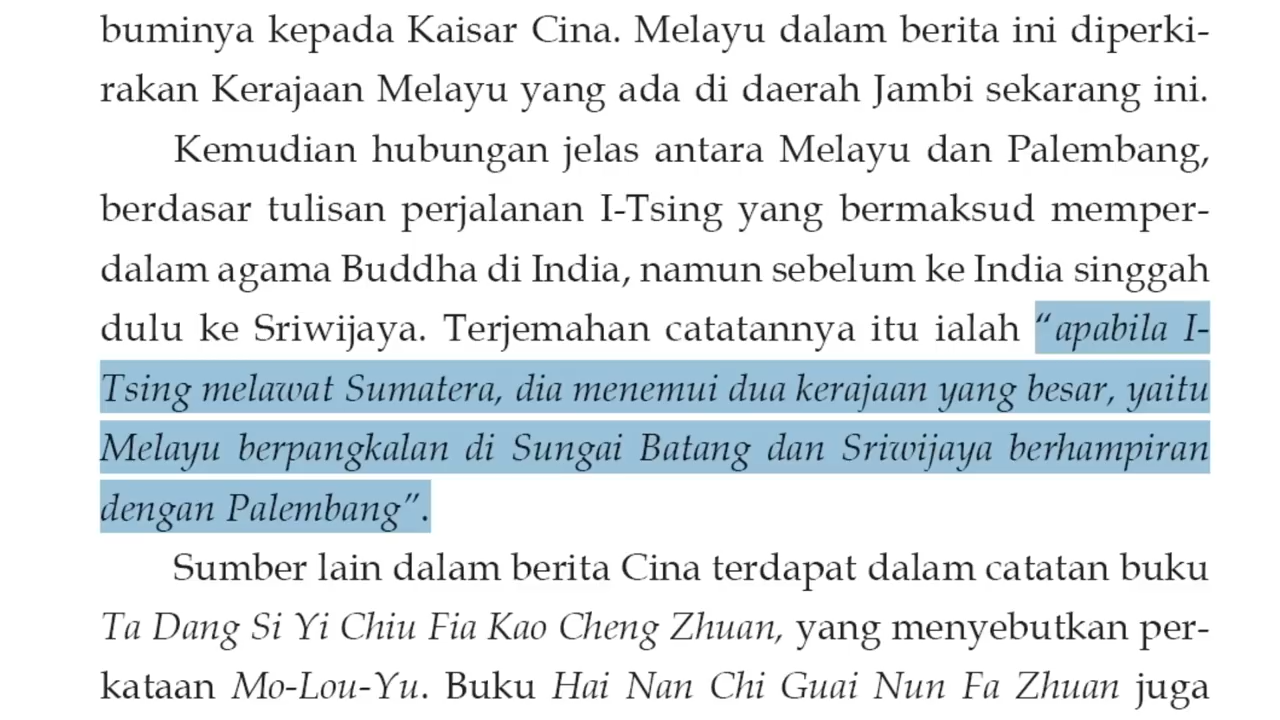 buminya kepada Kaisar Cina. Melayu dalam berita ini diperki-
rakan Kerajaan Melayu yang ada di daerah Jambi sekarang ini.
Kemudian hubungan jelas antara Melayu dan Palembang,
berdasar tulisan perjalanan I-Tsing yang bermaksud memper-
dalam agama Buddha di India, namun sebelum ke India singgah
dulu ke Sriwijaya. Terjemahan catatannya itu ialah “apabila I-
Tsing melawat Sumatera, dia menemui dua kerajaan yang besar, yaitu
Melayu berpangkalan di Sungai Batang dan Sriwijaya berhampiran
dengan Palembang”.
Sumber lain dalam berita Cina terdapat dalam catatan buku
Ta Dang Si Yi Chiu Fia Kao Cheng Zhuan, yang menyebutkan per-
kataan Mo-Lou-Yu. Buku Hai Nan Chi Guai Nun Fa Zhuan juga